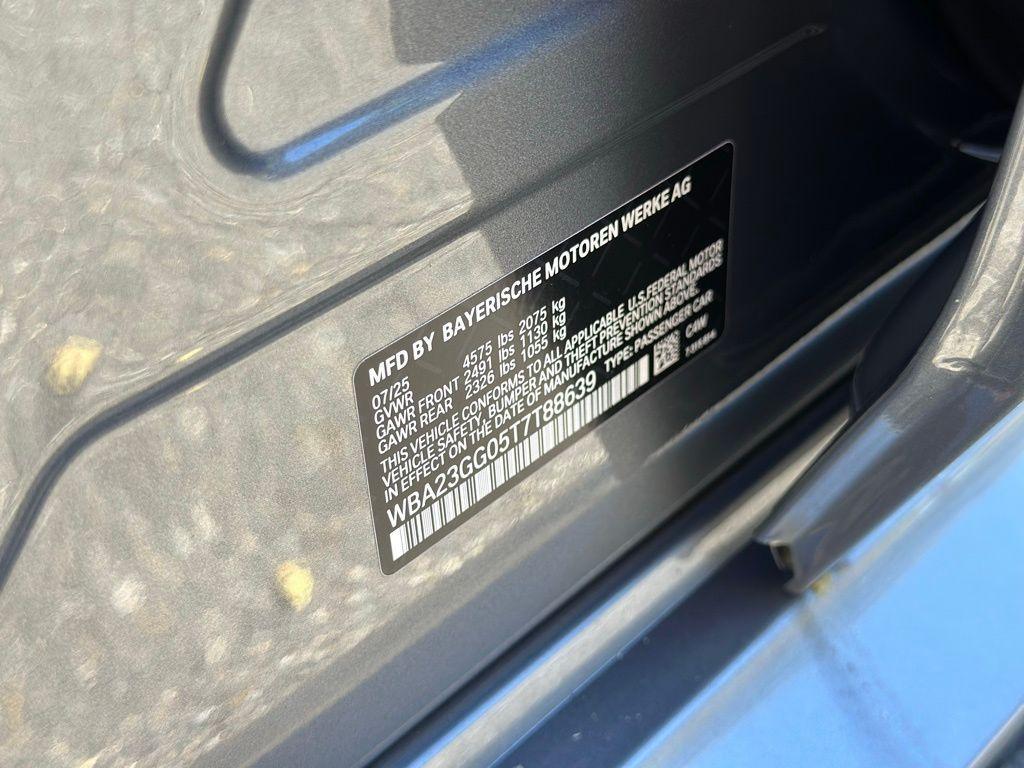 MFD BY BAYERISCHE MOTOREN WERKE AG
07/25
GVWR 4575 lbs 2075 kg
GAWR FRONT 2491 lbs 1130 kg
GAWR REAR 2326 lbs 1055 kg
THIS VEHICLE CONFORMS TO ALL APPLICABLE U.S.FEDERAL MOTOR
VEHICLE SAFETY, BUMPER AND THEFT PREVENTION STANDARDS
IN EFFECT ON THE DATE OF MANUFACTURE SHOWN ABOVE.
WBA23GG05T7T88639 TYPE: PASSENGER CAR